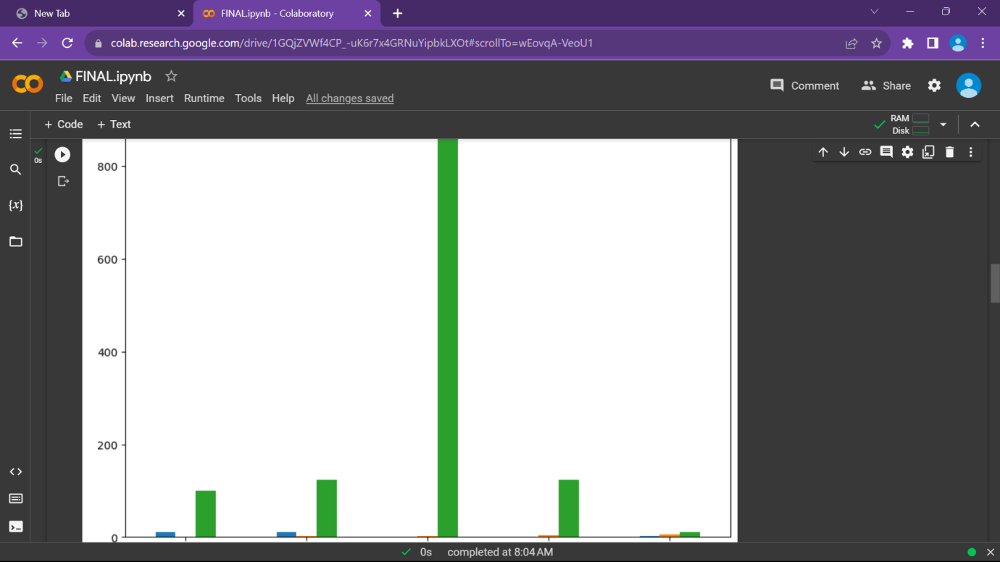 New Tab
FINAL.ipynb - Colaboratory
colab.research.google.com/drive/1GQjZVWf4CP_-uK6r7x4GRNuYipbkLXOt#scrollTo=wEovqA-VeoU1
FINAL.ipynb
Comment
Share
File Edit View Insert Runtime Tools Help All changes saved
+ Code + Text
RAM
Disk
0s
{x}
800
600
400
200
0
0s completed at 8:04 AM